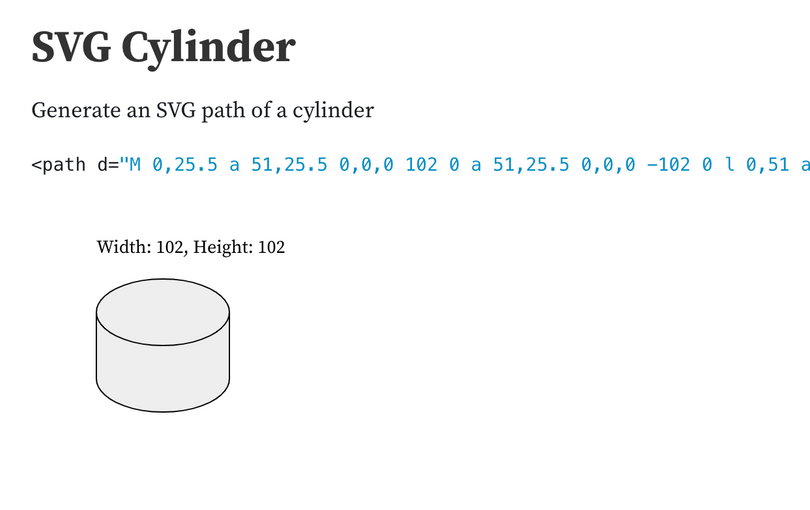 SVG Cylinder
Generate an SVG path of a cylinder
<path d="M 0,25.5 a 51,25.5 0,0,0 102 0 a 51,25.5 0,0,0 −102 0 l 0,51 a
Width: 102, Height: 102